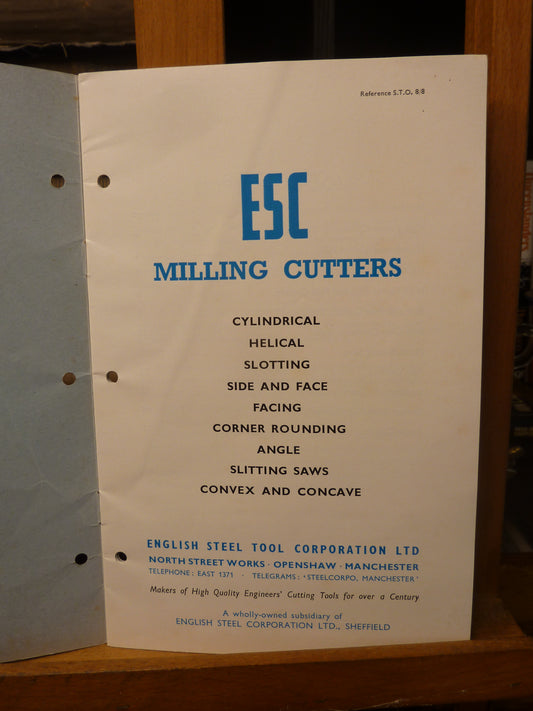 Reference S.T.O. 8/8
ESC
MILLING CUTTERS
CYLINDRICAL
HELICAL
SLOTTING
SIDE AND FACE
FACING
CORNER ROUNDING
ANGLE
SLITTING SAWS
CONVEX AND CONCAVE
ENGLISH STEEL TOOL CORPORATION LTD
NORTH STREET WORKS · OPENSHAW · MANCHESTER
TELEPHONE: EAST 1371 · TELEGRAMS: 'STEELCORPO, MANCHESTER'
Makers of High Quality Engineers' Cutting Tools for over a Century
A wholly-owned subsidiary of
ENGLISH STEEL CORPORATION LTD., SHEFFIELD